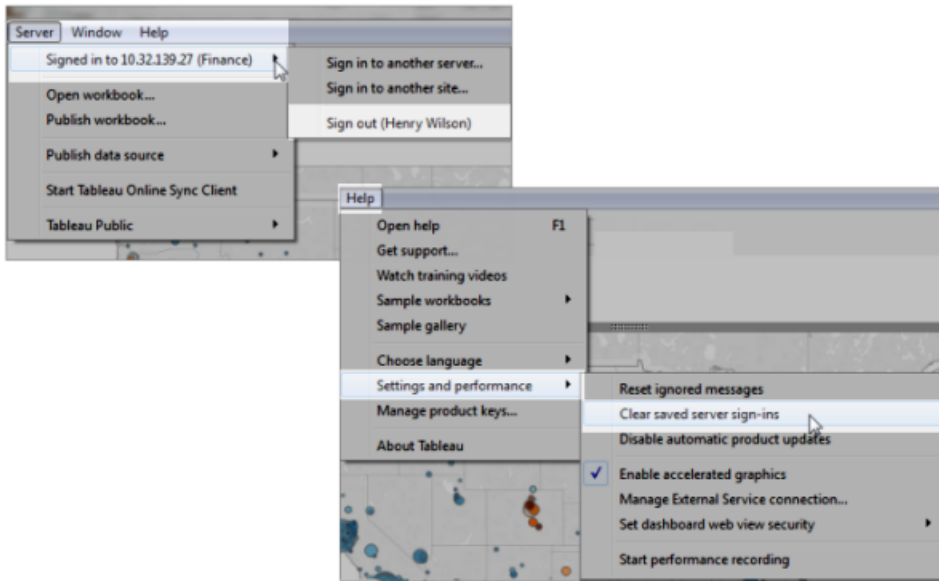 Server Window Help
Signed in to 10.32.139.27 (Finance)
Open workbook...
Publish workbook...
Publish data source
Start Tableau Online Sync Client
Tableau Public
Sign in to another server...
Sign in to another site...
Sign out (Henry Wilson)
Help
Open help F1
Get support...
Watch training videos
Sample workbooks
Sample gallery
Choose language
Settings and performance
Manage product keys...
About Tableau
Reset ignored messages
Clear saved server sign-ins
Disable automatic product updates
Enable accelerated graphics
Manage External Service connection...
Set dashboard web view security
Start performance recording